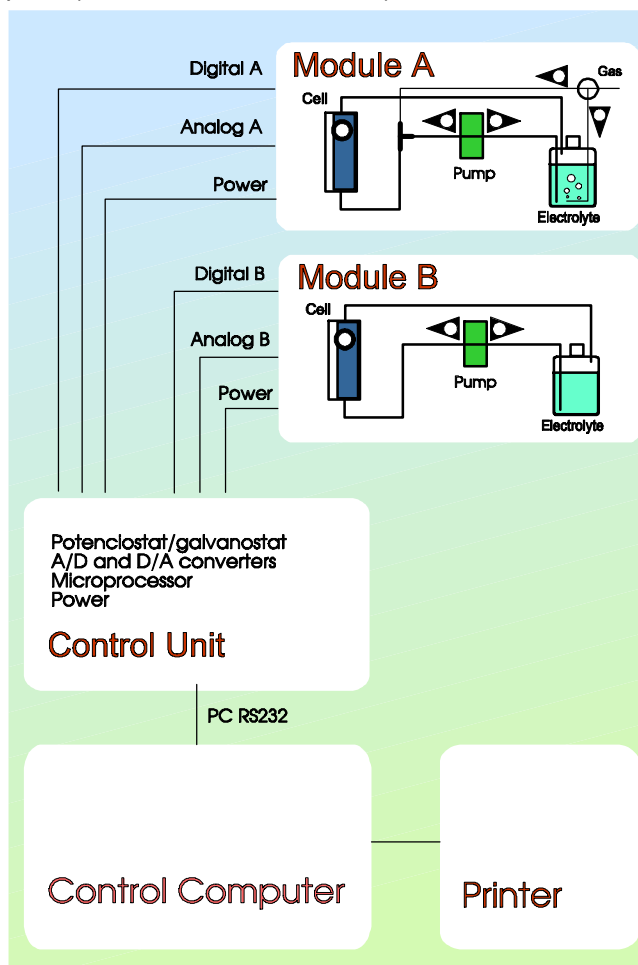 Digital A
Module A
Gas
Cell
Analog A
Pump
Power
Electrolyte
Digital B
Module B
Cell
Analog B
Pump
Power
Electrolyte
Potenciostat/galvanostat
A/D and D/A converters
Microprocessor
Power
Control Unit
PC RS232
Control Computer
Printer